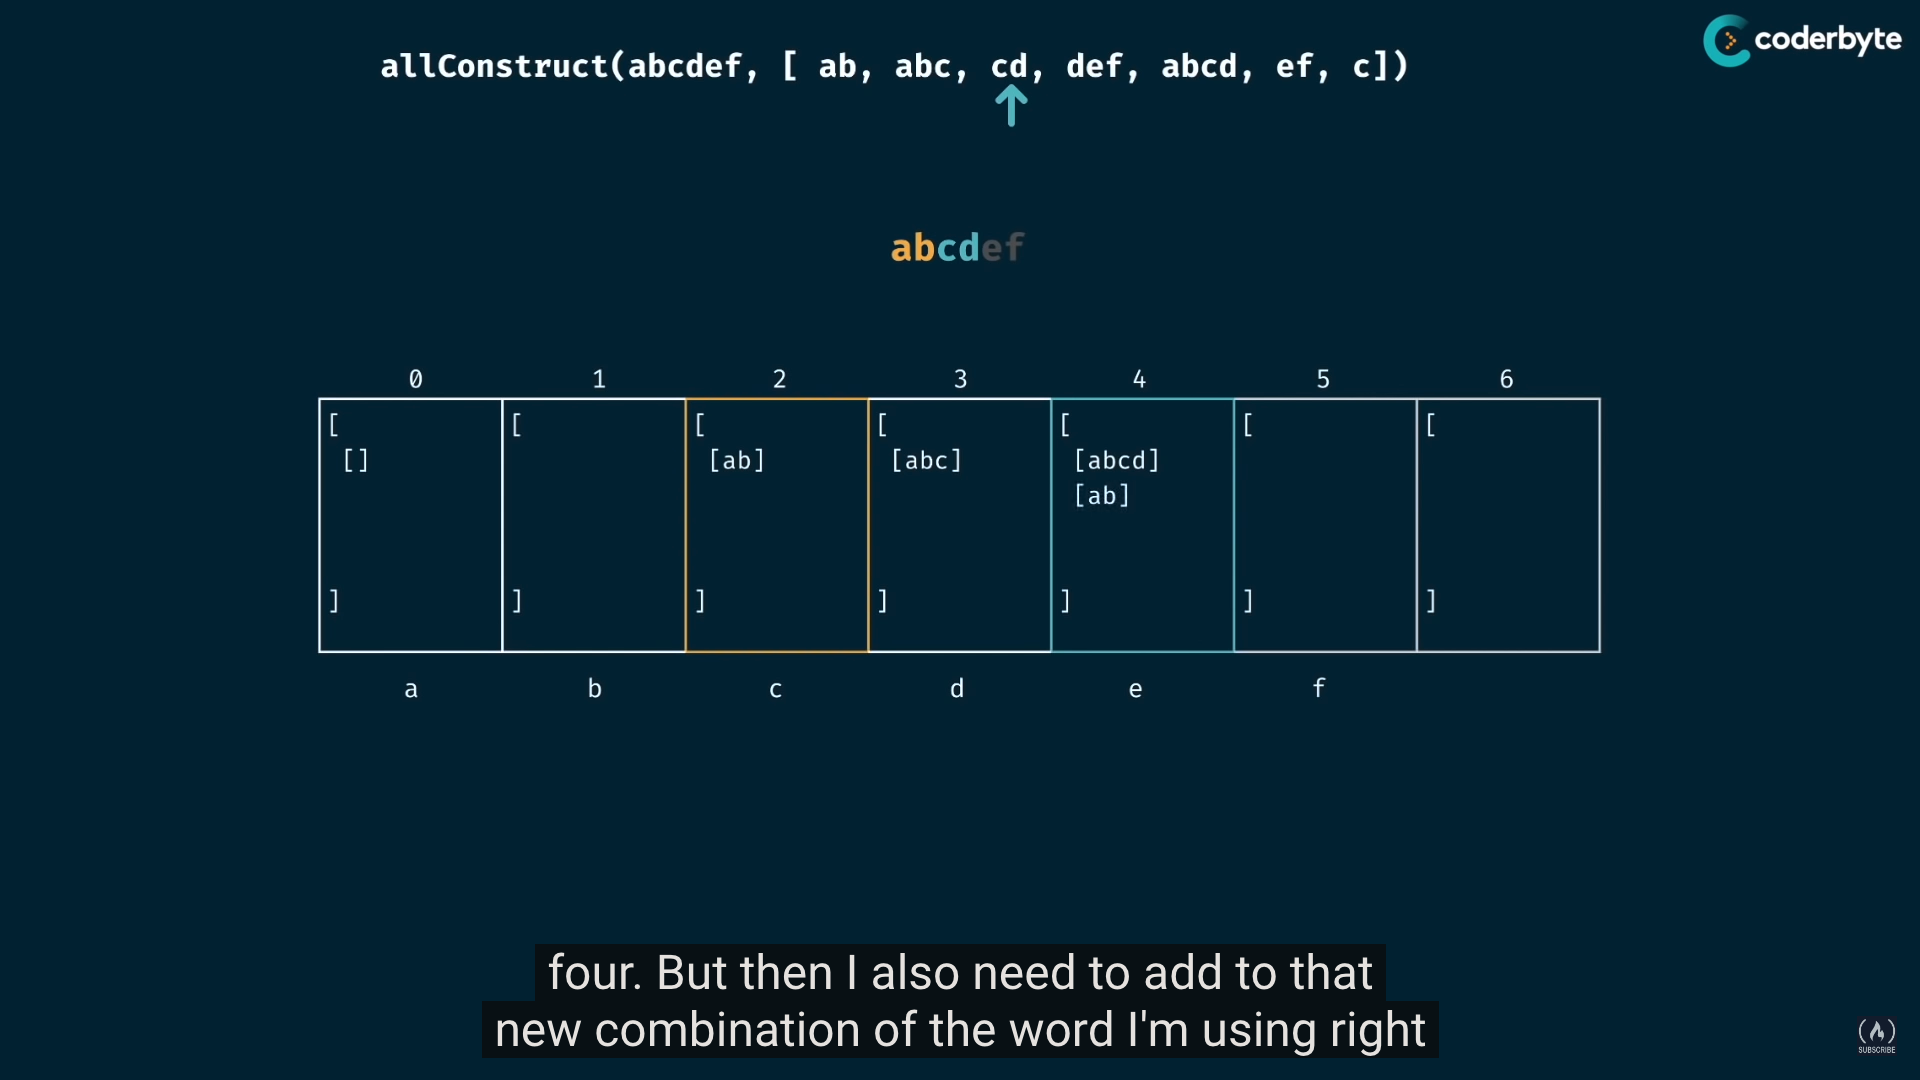 coderbyte
allConstruct(abcdef, [ ab, abc, cd, def, abcd, ef, c])
abcdef
0 1 2 3 4 5 6
[ [ [ [ [ [ [
[] [ab] [abc] [abcd]
[ab]
] ] ] ] ] ] ]
a b c d e f
four. But then I also need to add to that
new combination of the word I'm using right
SUBSCRIBE